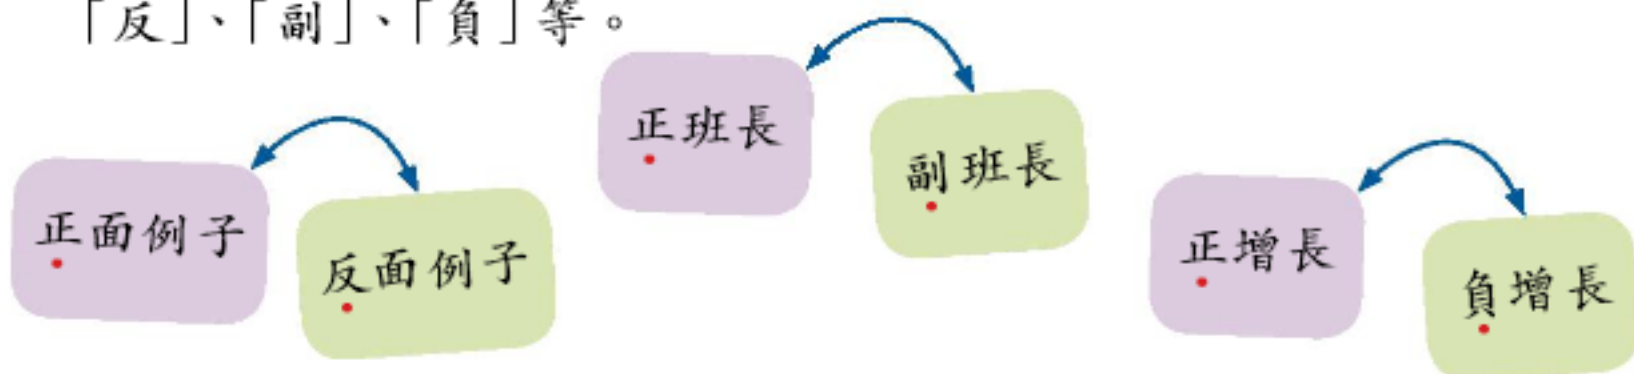 「反」、「副」、「負」等。
正面例子
反面例子
正班長
副班長
正增長
負增長